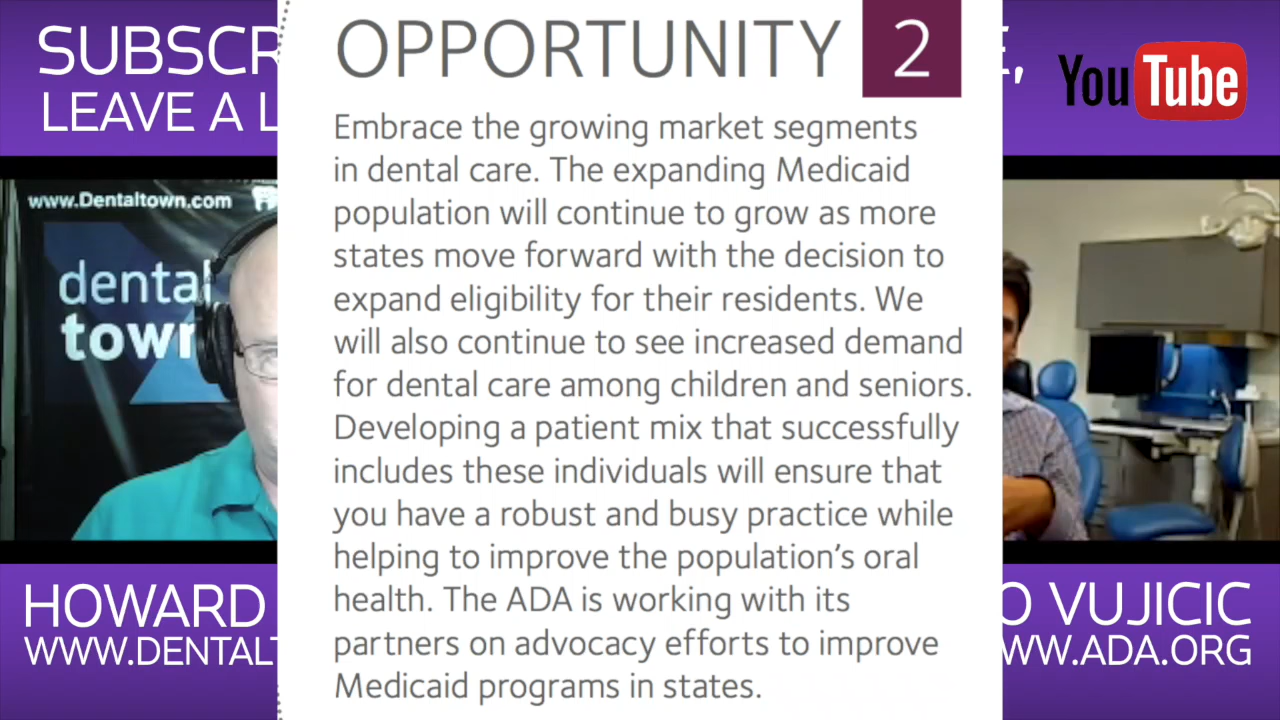 SUBSCR
LEAVE A L
E,
YouTube
OPPORTUNITY 2
Embrace the growing market segments
in dental care. The expanding Medicaid
population will continue to grow as more
states move forward with the decision to
expand eligibility for their residents. We
will also continue to see increased demand
for dental care among children and seniors.
Developing a patient mix that successfully
includes these individuals will ensure that
you have a robust and busy practice while
helping to improve the population's oral
health. The ADA is working with its
partners on advocacy efforts to improve
Medicaid programs in states.
www.Dentaltown.com
dental
town
HOWARD
WWW.DENTALT
O VUJICIC
WW.ADA.ORG